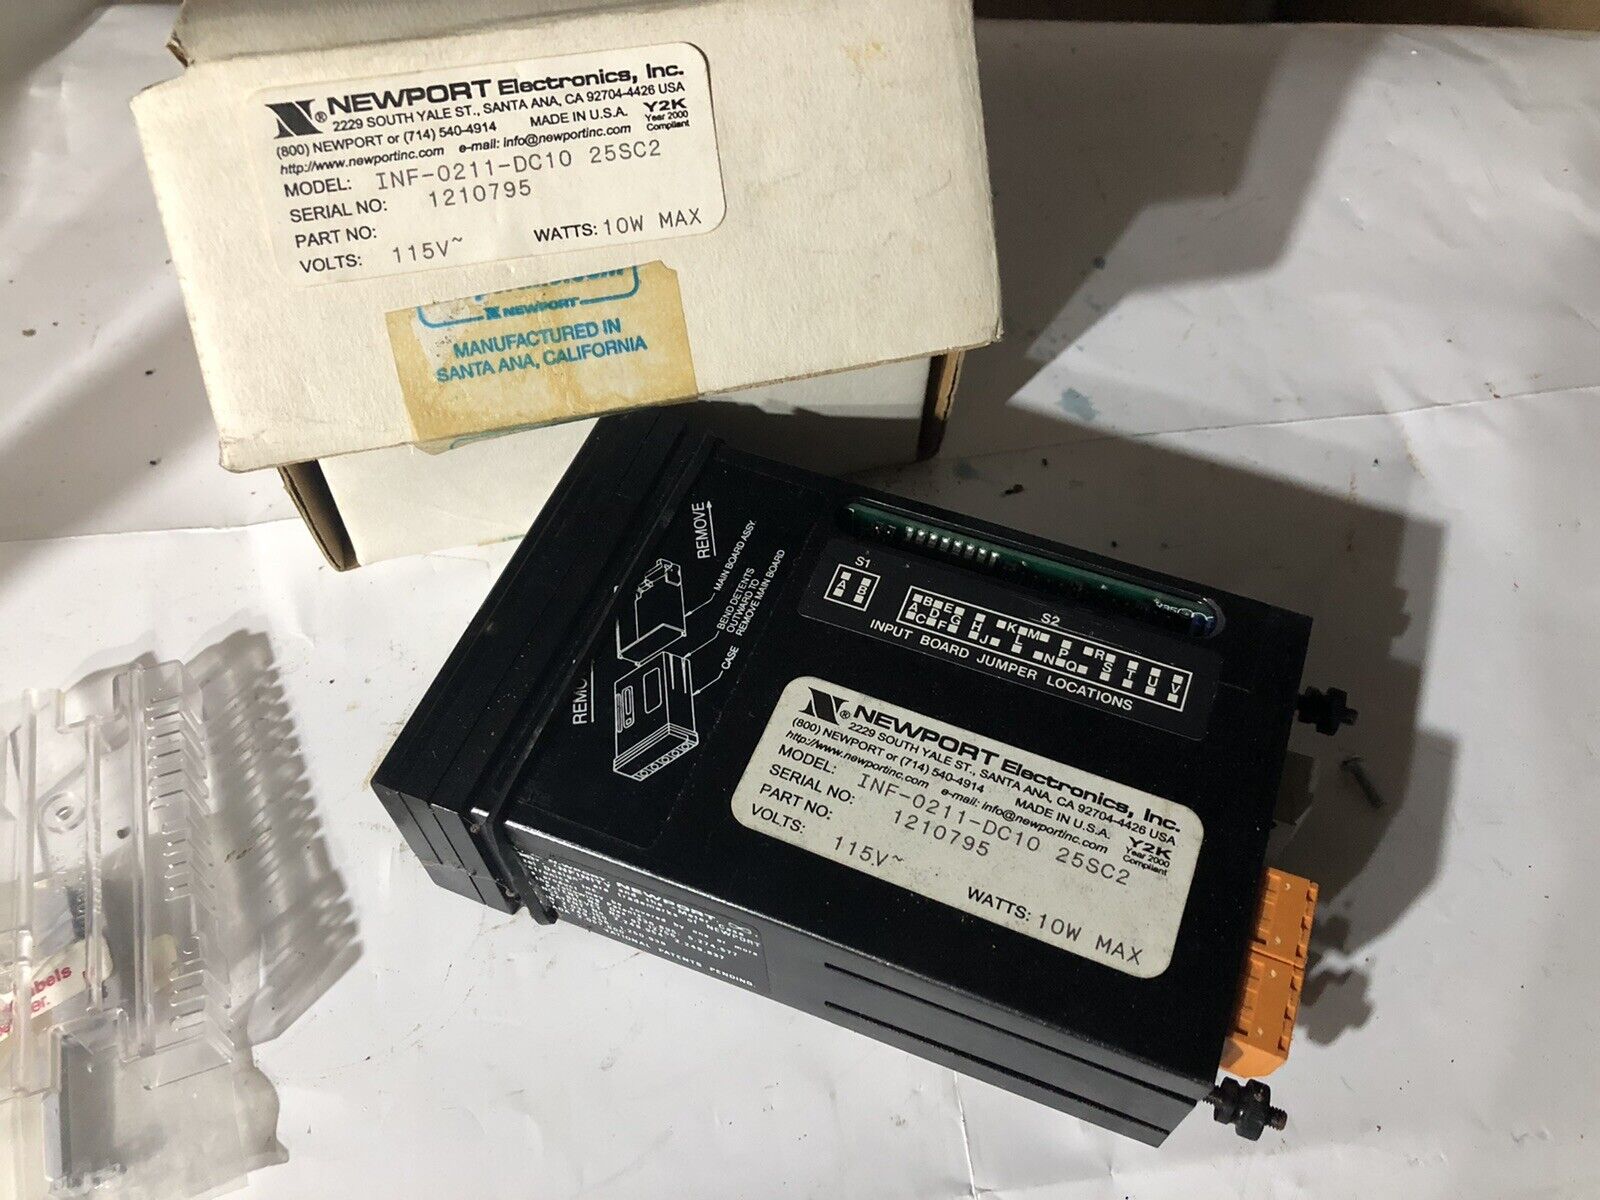 NEWPORT Electronics, Inc.
2229 SOUTH YALE ST., SANTA ANA, CA 92704-4426 USA
(800) NEWPORT or (714) 540-4914 MADE IN U.S.A. Y2K
http://www.newportinc.com e-mail: info@newportinc.com Year 2000 Compliant
MODEL: INF-0211-DC10 25SC2
SERIAL NO: 1210795
PART NO:
VOLTS: 115V~ WATTS: 10W MAX
NEWPORT
MANUFACTURED IN
SANTA ANA, CALIFORNIA
REMOVE
MAIN BOARD ASSY.
BEND DETENTS
OUTWARD TO
REMOVE MAIN BOARD
CASE
S1
A B
S2
B E K M R
A D G H L P S T U V
C F J N Q
INPUT BOARD JUMPER LOCATIONS
NEWPORT Electronics, Inc.
2229 SOUTH YALE ST., SANTA ANA, CA 92704-4426 USA
(800) NEWPORT or (714) 540-4914 MADE IN U.S.A. Y2K
http://www.newportinc.com e-mail: info@newportinc.com Year 2000 Compliant
MODEL: INF-0211-DC10 25SC2
SERIAL NO: 1210795
PART NO:
VOLTS: 115V~ WATTS: 10W MAX
NEWPORT
PATENTS PENDING.